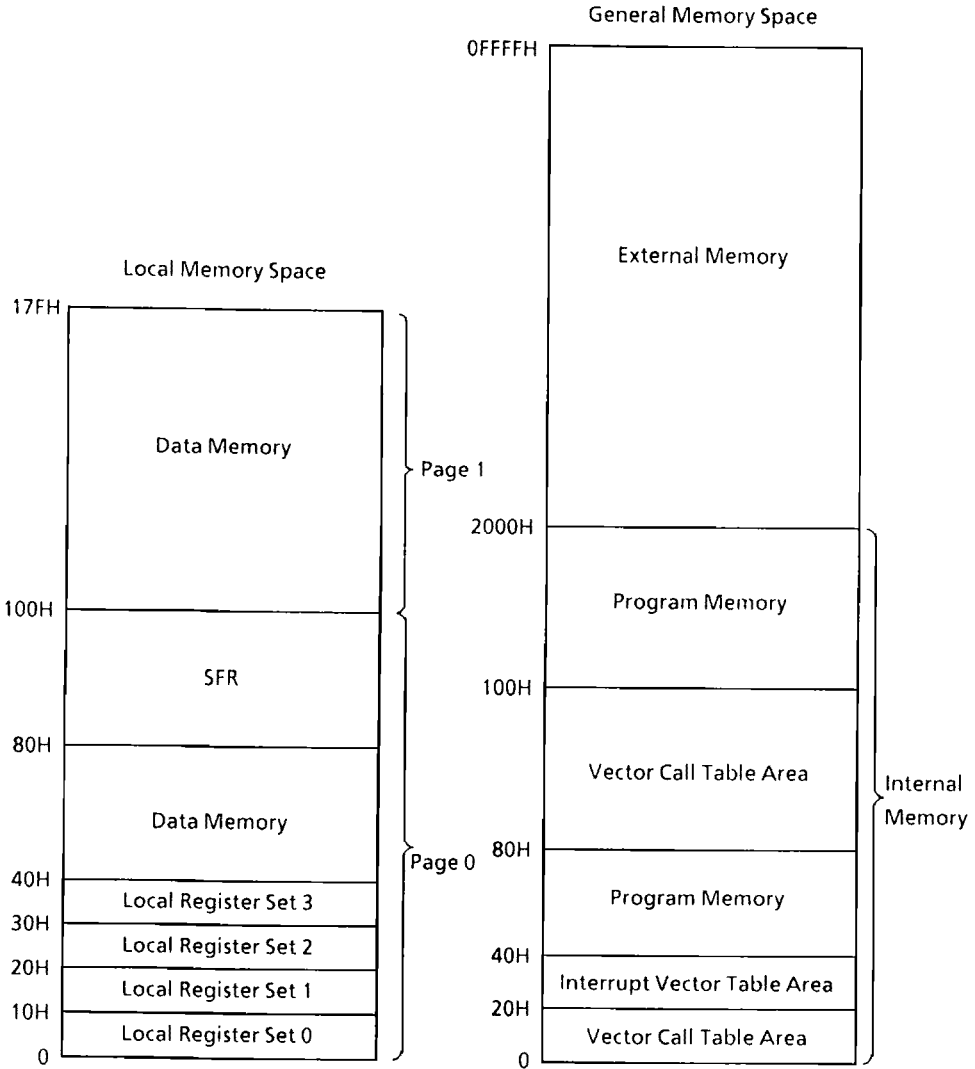 General Memory Space
0FFFFH
External Memory
Local Memory Space
17FH
Data Memory
Page 1
2000H
Program Memory
100H
SFR
100H
80H
Vector Call Table Area
Internal
Memory
Data Memory
Page 0
80H
40H
Local Register Set 3
Program Memory
30H
Local Register Set 2
40H
20H
Interrupt Vector Table Area
Local Register Set 1
10H
20H
Local Register Set 0
Vector Call Table Area
0
0